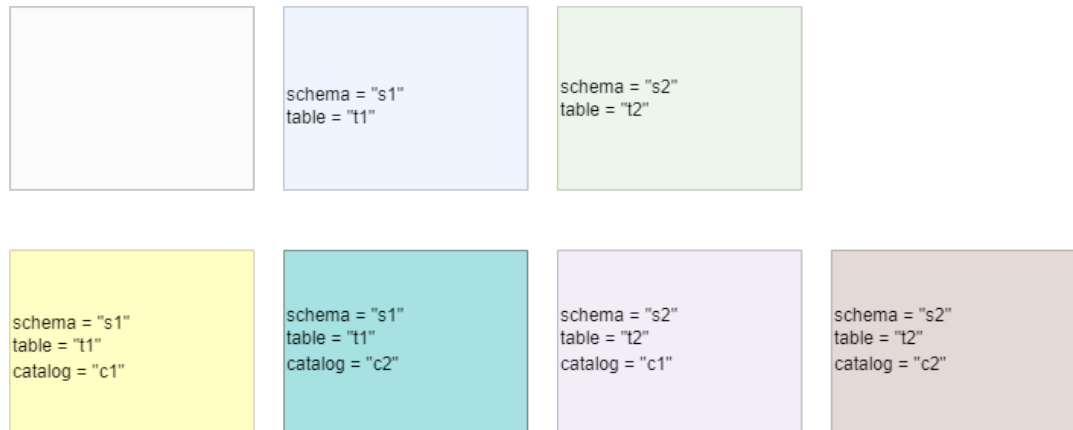 schema = "s1"
table = "t1"
schema = "s2"
table = "t2"
schema = "s1"
table = "t1"
catalog = "c1"
schema = "s1"
table = "t1"
catalog = "c2"
schema = "s2"
table = "t2"
catalog = "c1"
schema = "s2"
table = "t2"
catalog = "c2"